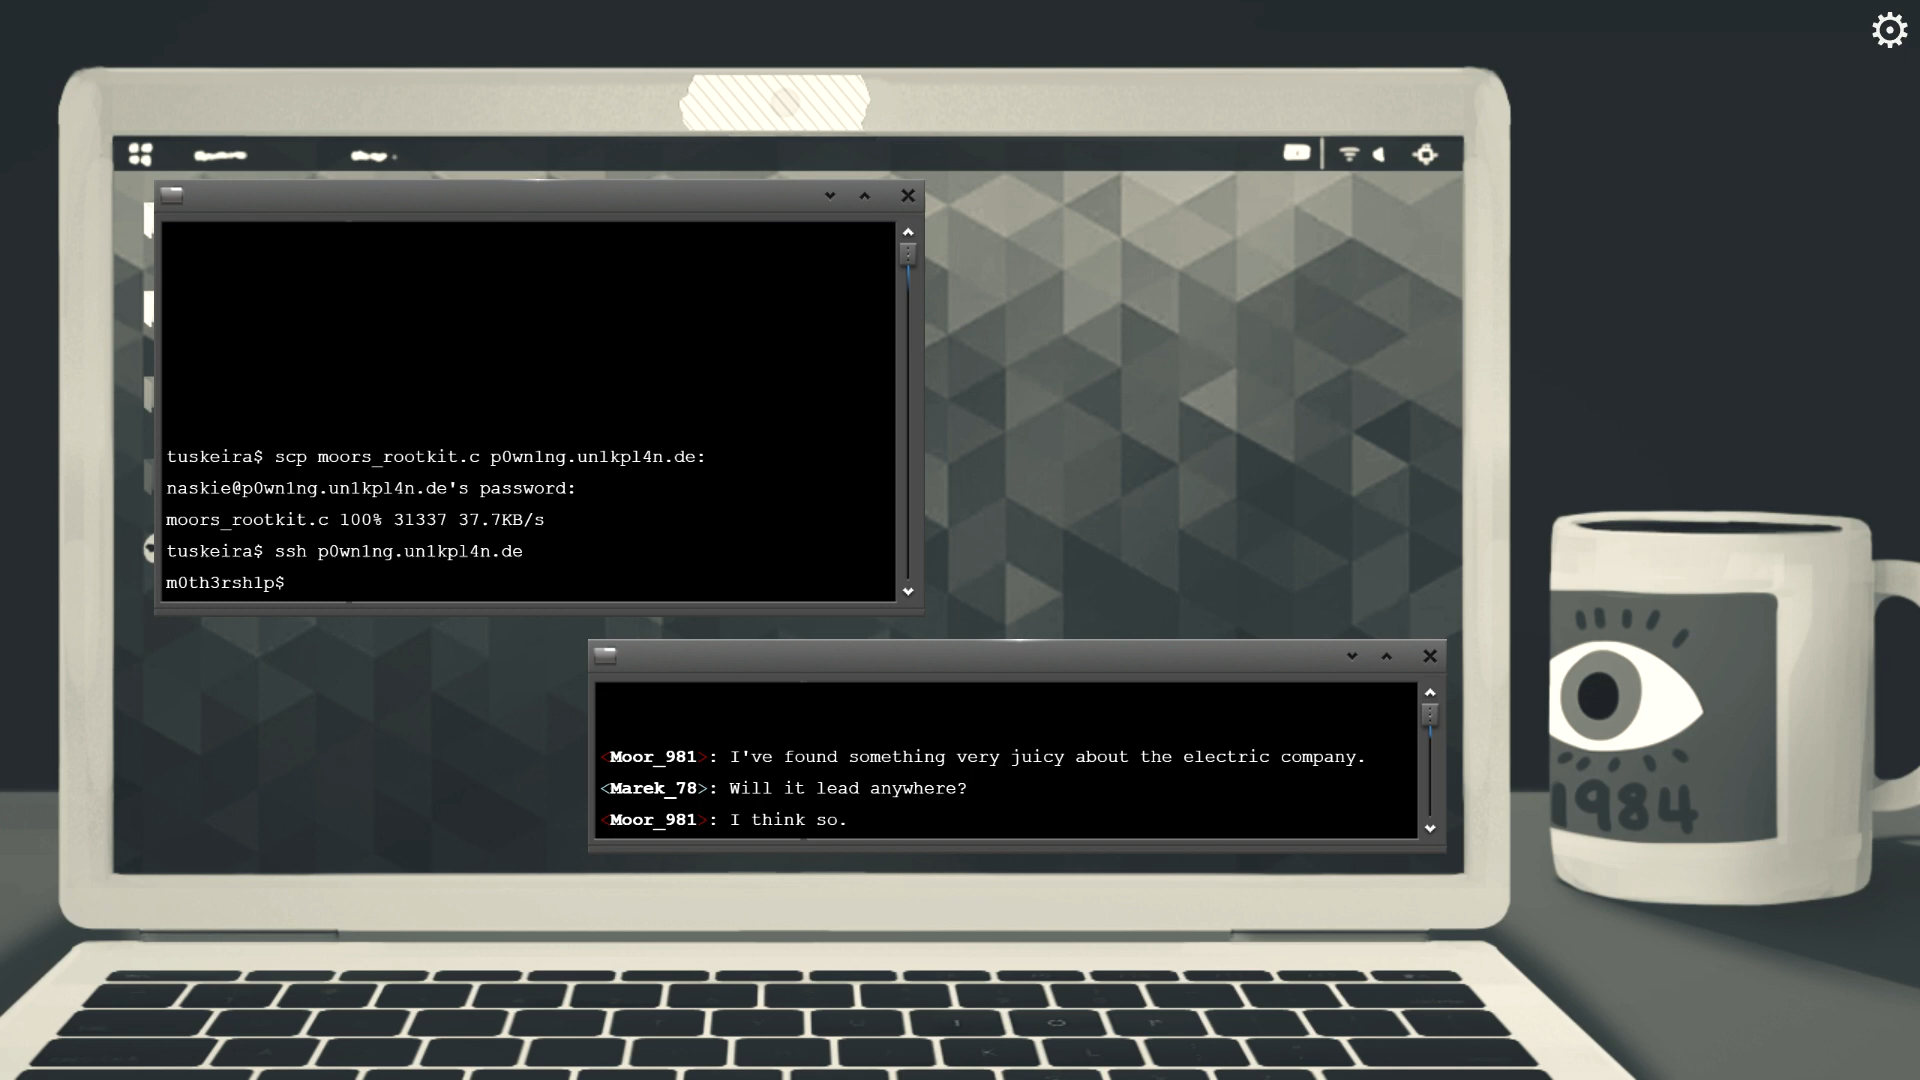 tuskeira$ scp moors_rootkit.c p0wn1ng.un1kpl4n.de:
naskie@p0wn1ng.un1kpl4n.de's password:
moors_rootkit.c 100% 31337 37.7KB/s
tuskeira$ ssh p0wn1ng.un1kpl4n.de
m0th3rsh1p$
<Moor_981>: I've found something very juicy about the electric company.
<Marek_78>: Will it lead anywhere?
<Moor_981>: I think so.
1984